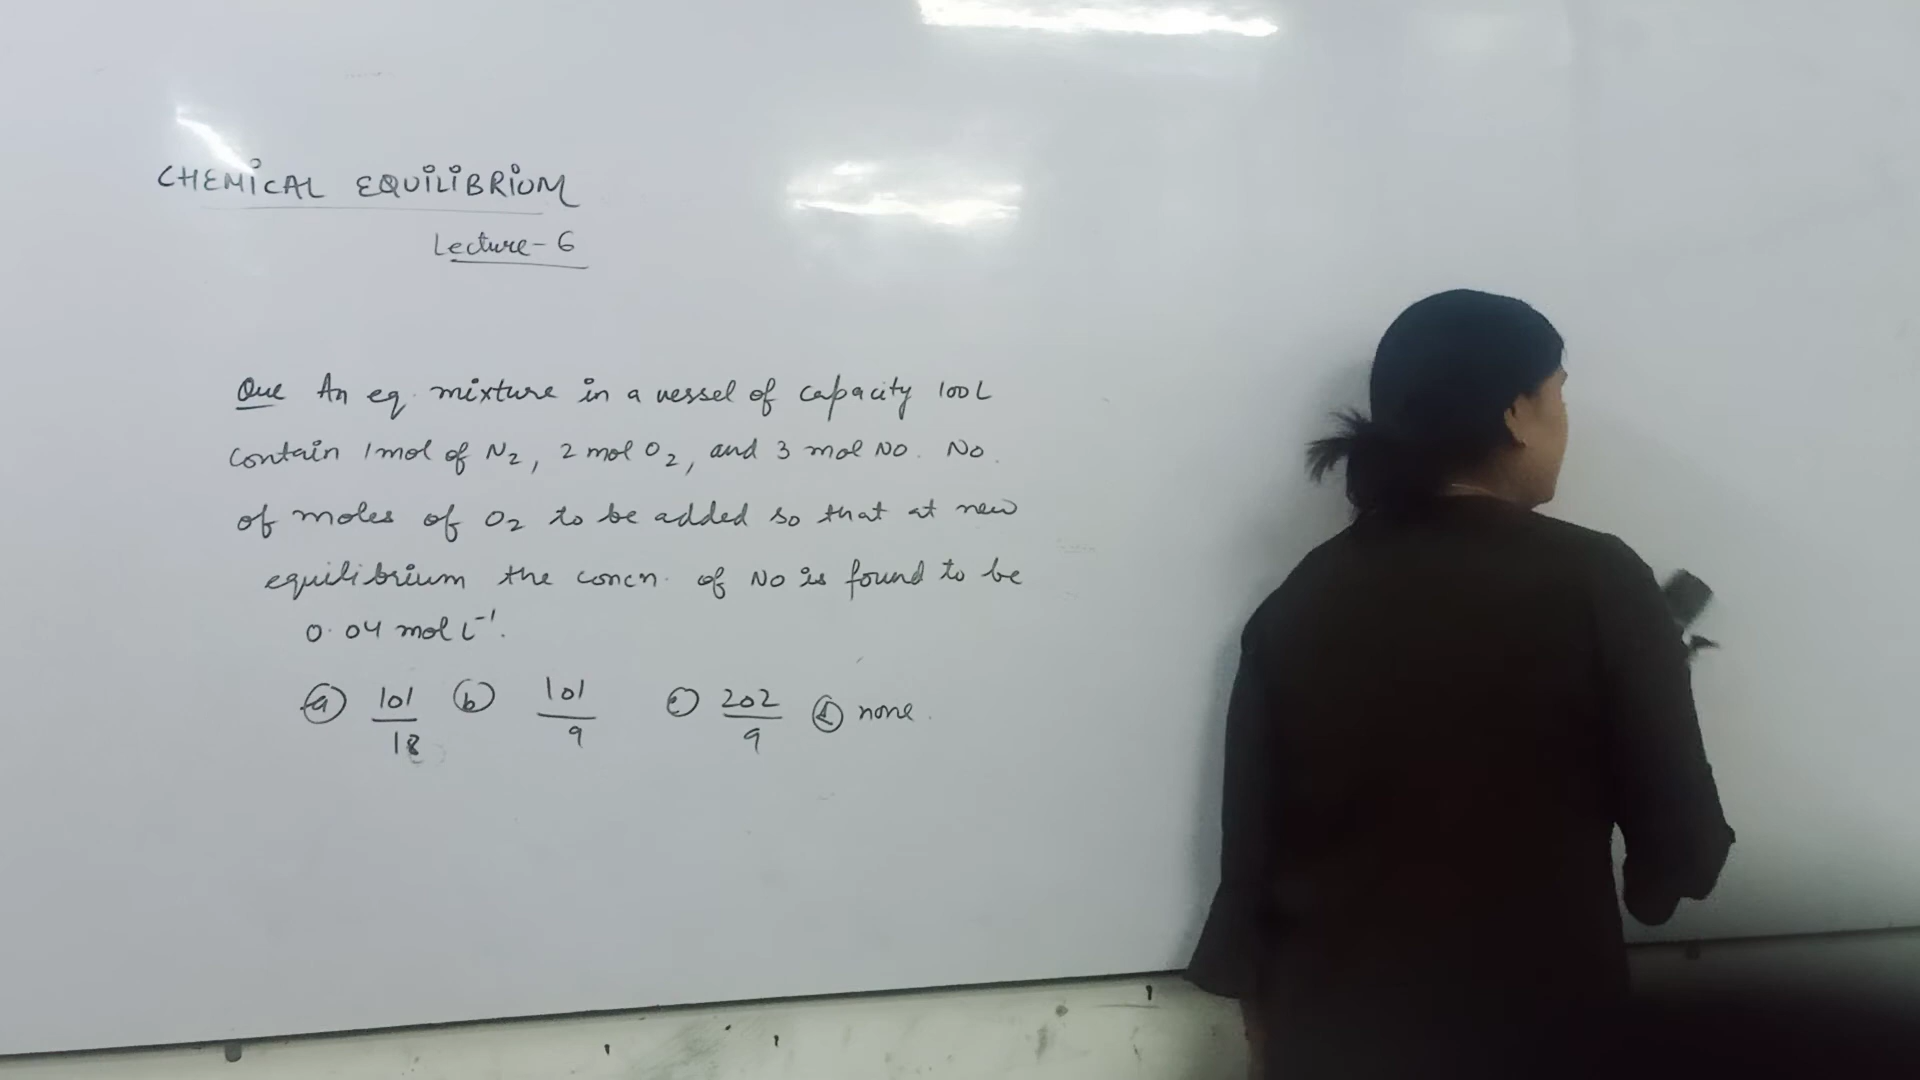 CHEMICAL EQUILIBRIUM
Lecture-6
Que An eq. mixture in a vessel of capacity 100L
contain 1mol of N2, 2 mol O2, and 3 mol NO. No.
of moles of O2 to be added so that at new
equilibrium the concn. of NO is found to be
0.04 mol L⁻¹.
(a) 101/18 (b) 101/9 (c) 202/9 (d) none.